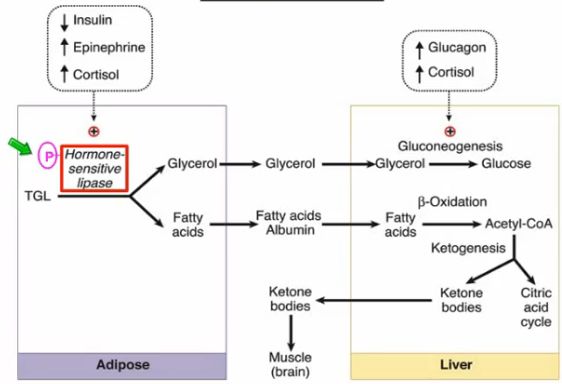 ↓ Insulin
↑ Epinephrine
↑ Cortisol
↑ Glucagon
↑ Cortisol
+
+
P
Hormone-
sensitive
lipase
TGL
Glycerol
Glycerol
Gluconeogenesis
Glycerol
Glucose
Fatty
acids
Fatty acids
Albumin
Fatty
acids
β-Oxidation
Acetyl-CoA
Ketogenesis
Ketone
bodies
Ketone
bodies
Citric
acid
cycle
Muscle
(brain)
Adipose
Liver